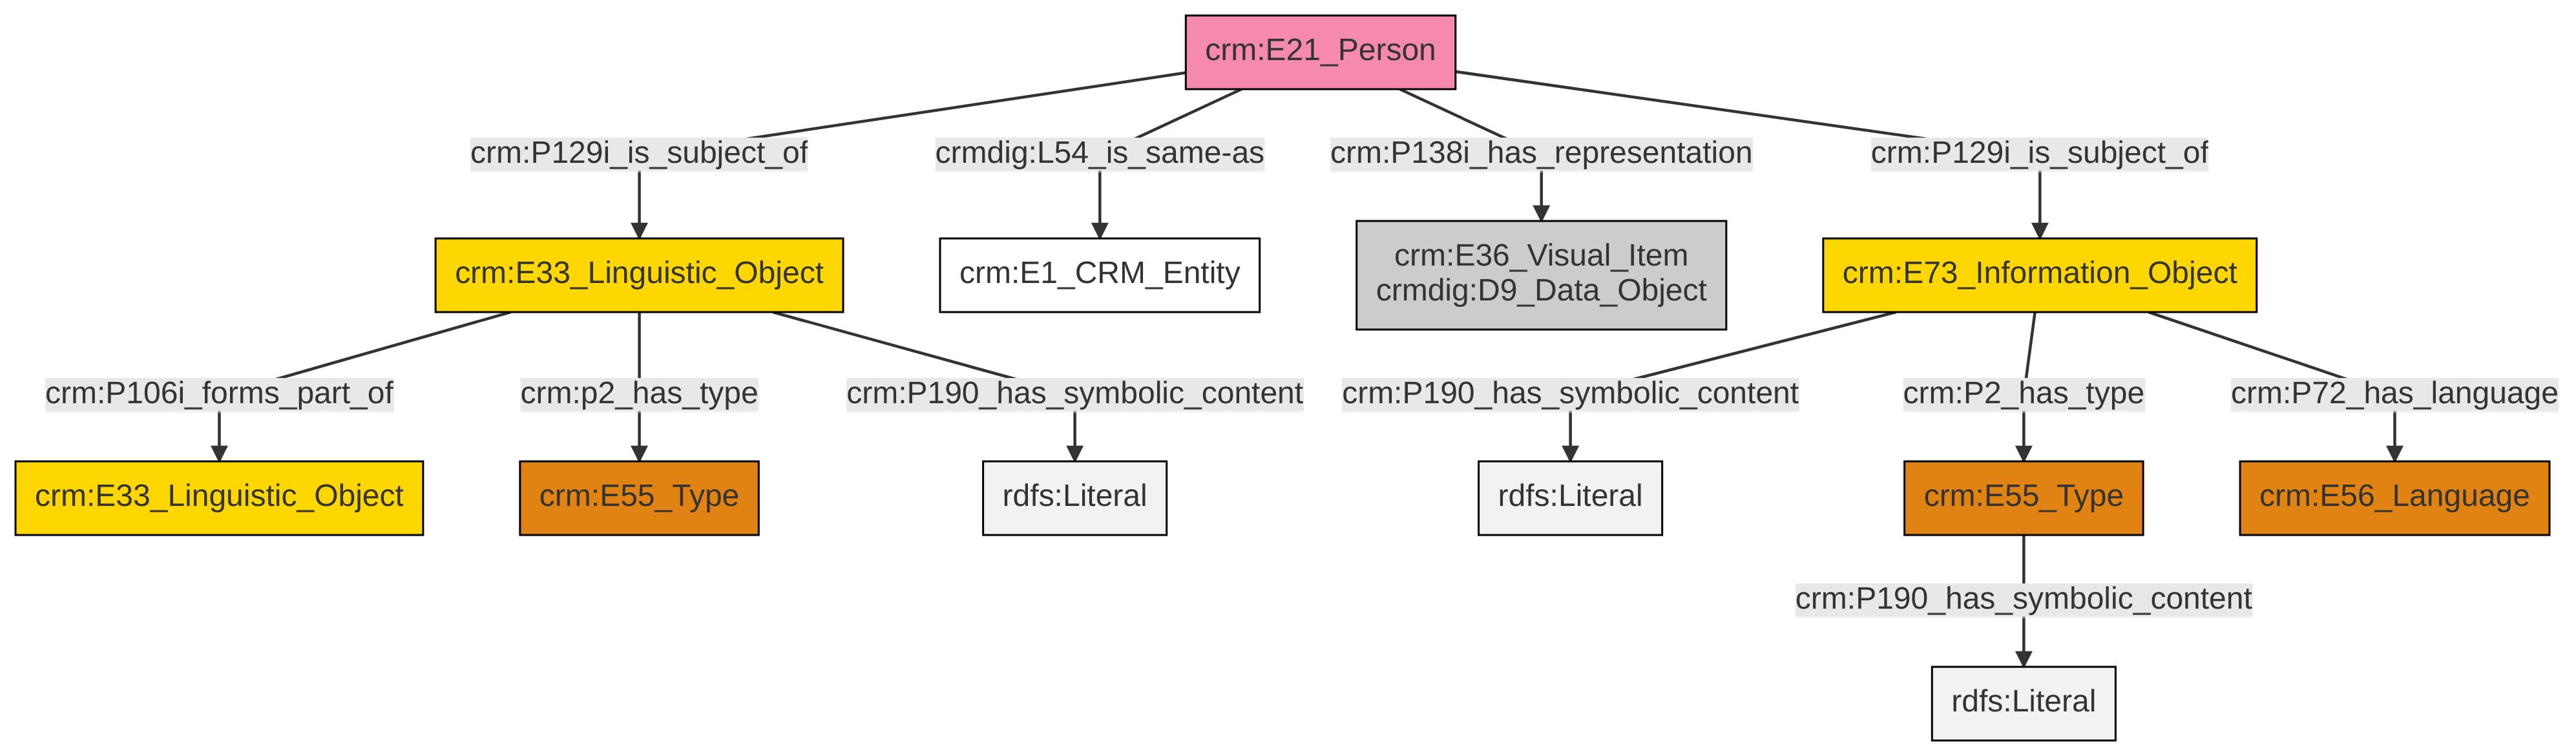 crm:E21_Person
crm:P129i_is_subject_of
crmdig:L54_is_same-as
crm:P138i_has_representation
crm:P129i_is_subject_of
crm:E33_Linguistic_Object
crm:E1_CRM_Entity
crm:E36_Visual_Item
crmdig:D9_Data_Object
crm:E73_Information_Object
crm:P106i_forms_part_of
crm:p2_has_type
crm:P190_has_symbolic_content
crm:P190_has_symbolic_content
crm:P2_has_type
crm:P72_has_language
crm:E33_Linguistic_Object
crm:E55_Type
rdfs:Literal
rdfs:Literal
crm:E55_Type
crm:E56_Language
crm:P190_has_symbolic_content
rdfs:Literal